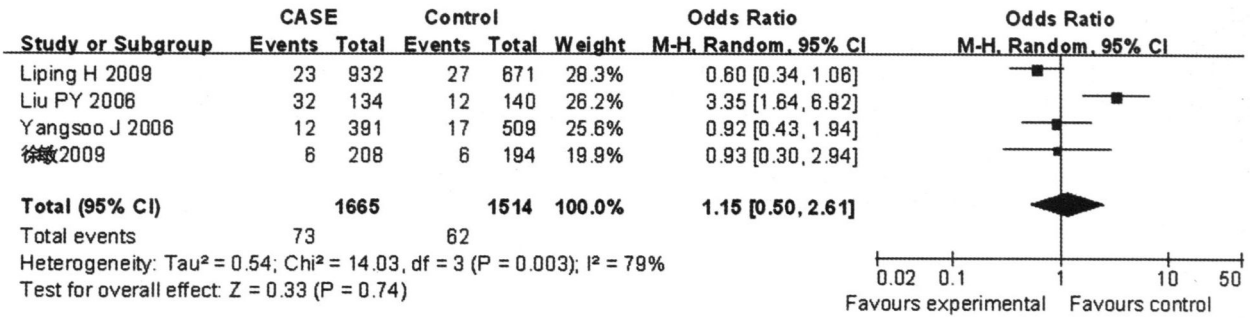 CASE Control Odds Ratio Odds Ratio
Study or Subgroup Events Total Events Total Weight M-H, Random, 95% CI M-H, Random, 95% CI
Liping H 2009 23 932 27 671 28.3% 0.60 [0.34, 1.06]
Liu PY 2006 32 134 12 140 26.2% 3.35 [1.64, 6.82]
Yangsoo J 2006 12 391 17 509 25.6% 0.92 [0.43, 1.94]
徐敏2009 6 208 6 194 19.9% 0.93 [0.30, 2.94]
Total (95% CI) 1665 1514 100.0% 1.15 [0.50, 2.61]
Total events 73 62
Heterogeneity: Tau² = 0.54; Chi² = 14.03, df = 3 (P = 0.003); I² = 79%
Test for overall effect: Z = 0.33 (P = 0.74)
0.02 0.1 1 10 50
Favours experimental Favours control